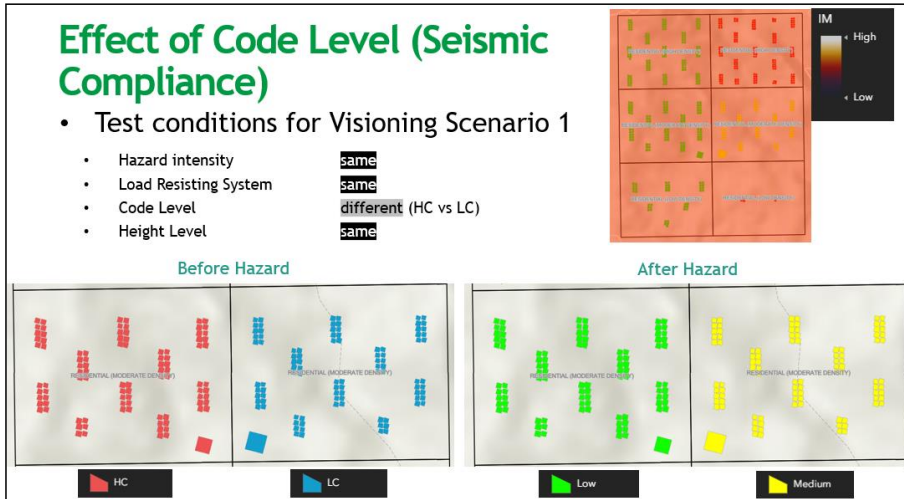 Effect of Code Level (Seismic
Compliance)
• Test conditions for Visioning Scenario 1
• Hazard intensity same
• Load Resisting System same
• Code Level different (HC vs LC)
• Height Level same
IM
High
Low
Before Hazard
After Hazard
RESIDENTIAL (MODERATE DENSITY)
RESIDENTIAL (MODERATE DENSITY)
RESIDENTIAL (MODERATE DENSITY)
RESIDENTIAL (MODERATE DENSITY)
HC
LC
Low
Medium